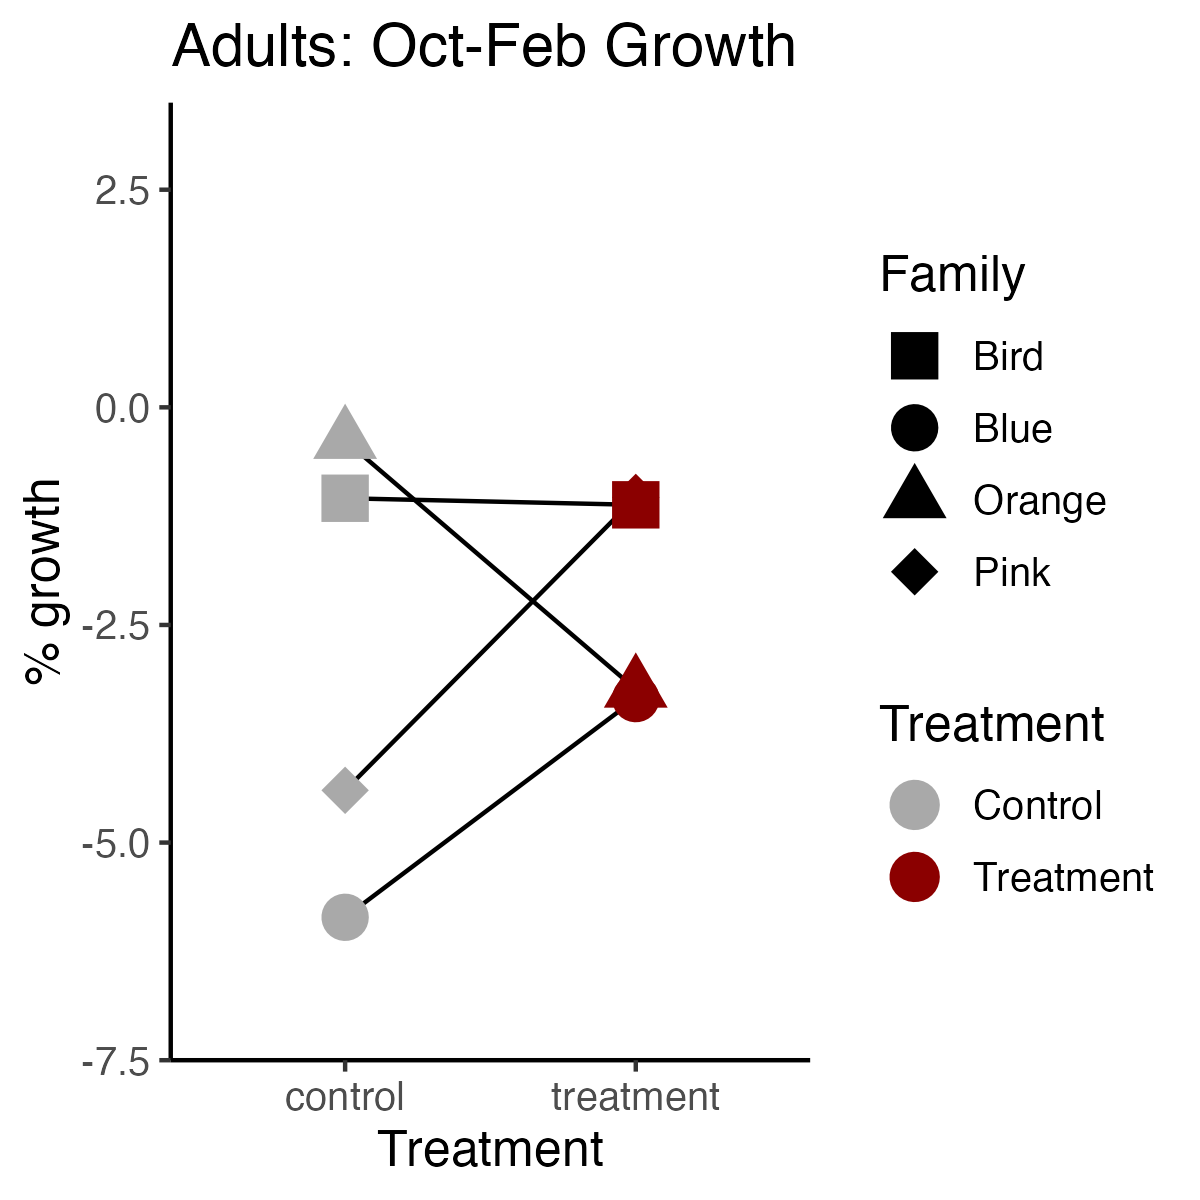 Adults: Oct-Feb Growth
2.5
0.0
-2.5
-5.0
-7.5
% growth
control
treatment
Treatment
Family
Bird
Blue
Orange
Pink
Treatment
Control
Treatment